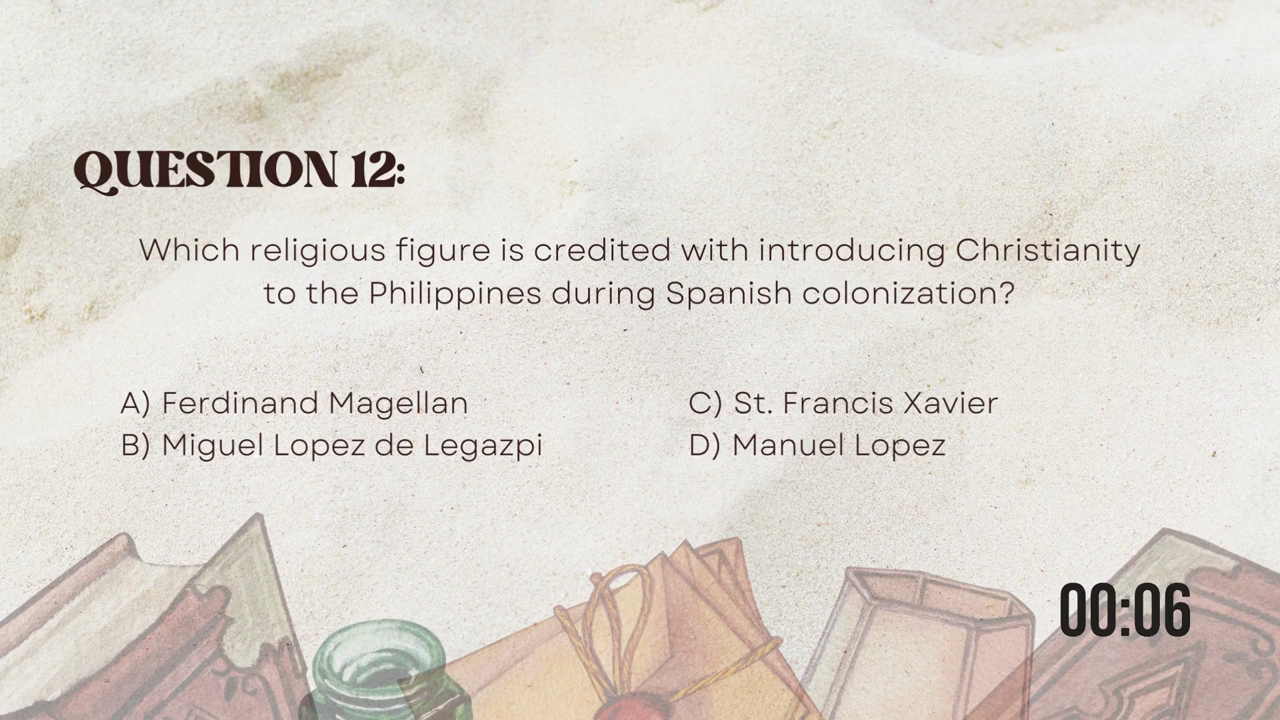 QUESTION 12:
Which religious figure is credited with introducing Christianity
to the Philippines during Spanish colonization?
A) Ferdinand Magellan
B) Miguel Lopez de Legazpi
C) St. Francis Xavier
D) Manuel Lopez
00:06